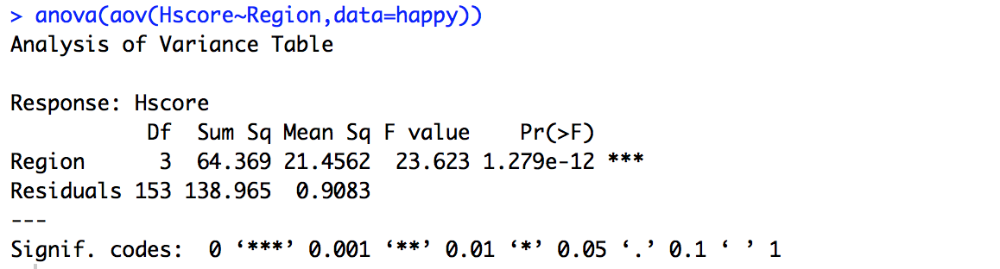 > anova(aov(Hscore~Region,data=happy))
Analysis of Variance Table

Response: Hscore
           Df  Sum Sq Mean Sq F value    Pr(>F)
Region      3  64.369 21.4562  23.623 1.279e-12 ***
Residuals 153 138.965  0.9083
---
Signif. codes:  0 ‘***’ 0.001 ‘**’ 0.01 ‘*’ 0.05 ‘.’ 0.1 ‘ ’ 1